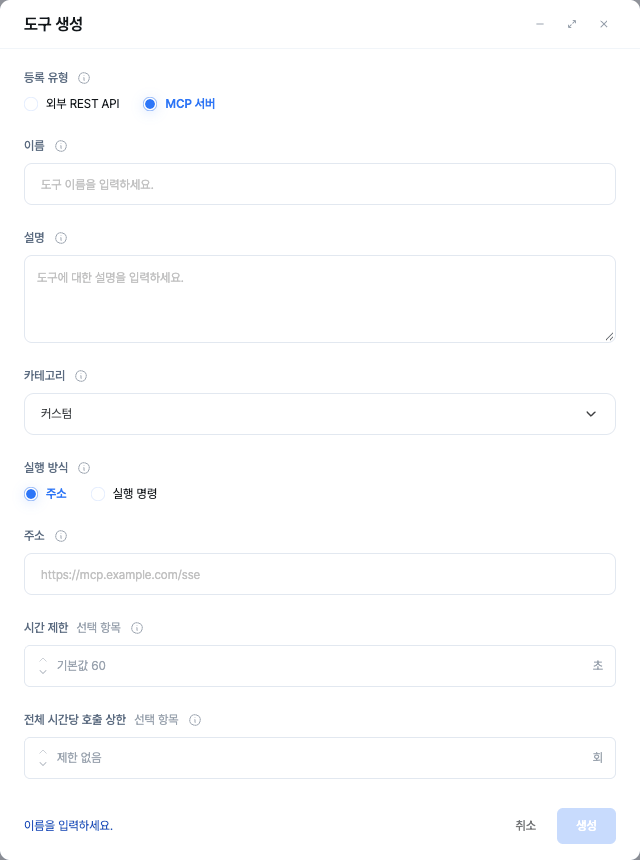 도구 생성
등록 유형
외부 REST API MCP 서버
이름
도구 이름을 입력하세요.
설명
도구에 대한 설명을 입력하세요.
카테고리
커스텀
실행 방식
주소 실행 명령
주소
https://mcp.example.com/sse
시간 제한 선택 항목
기본값 60 초
전체 시간당 호출 상한 선택 항목
제한 없음 회
이름을 입력하세요. 취소 생성